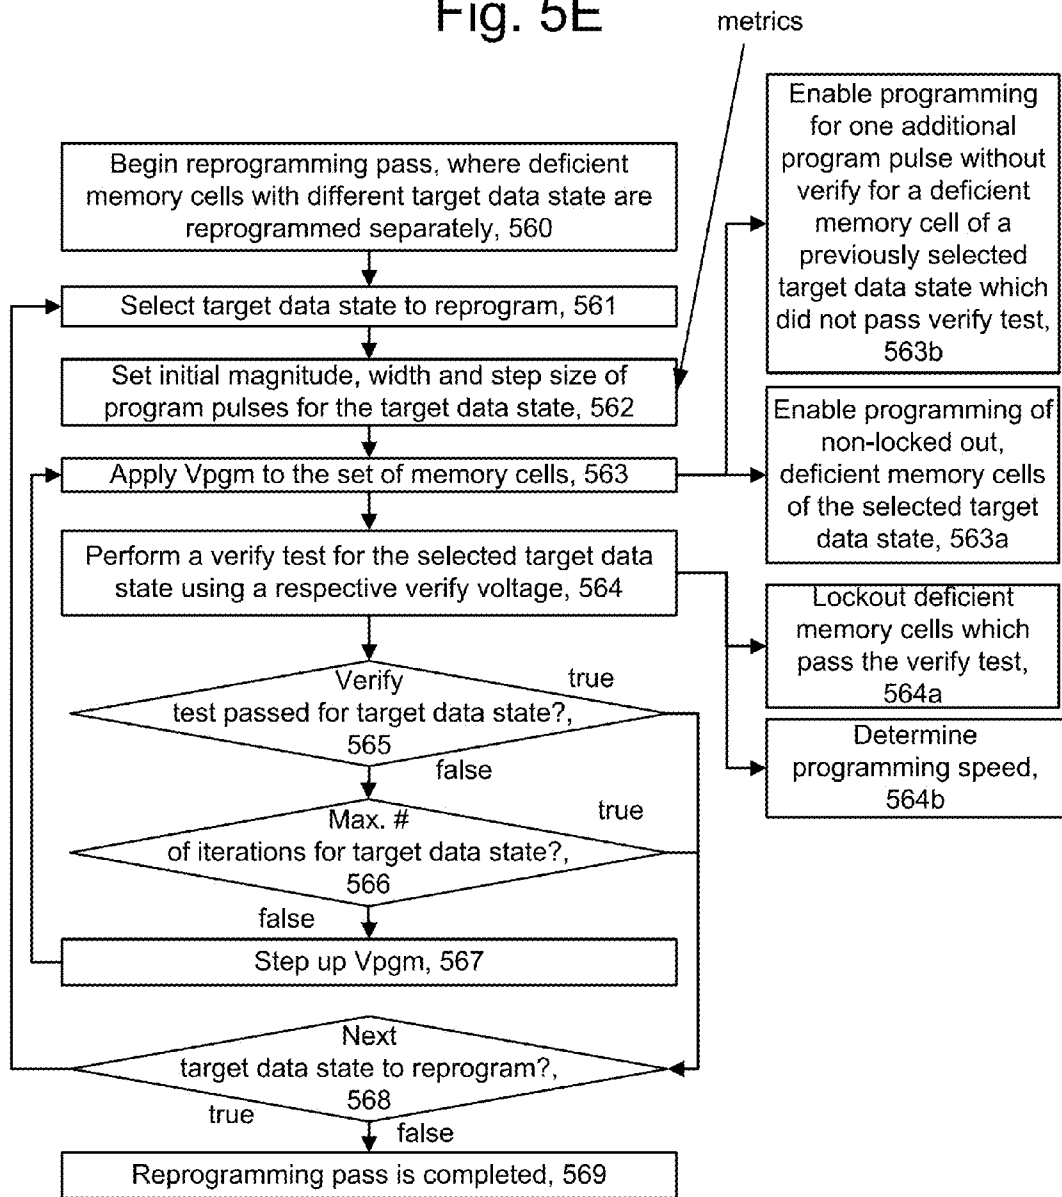 Fig. 5E
metrics
Begin reprogramming pass, where deficient
memory cells with different target data state are
reprogrammed separately, 560
Select target data state to reprogram, 561
Set initial magnitude, width and step size of
program pulses for the target data state, 562
Apply Vpgm to the set of memory cells, 563
Perform a verify test for the selected target data
state using a respective verify voltage, 564
Verify
test passed for target data state?,
565
true
false
Max. #
of iterations for target data state?,
566
true
false
Step up Vpgm, 567
Next
target data state to reprogram?,
568
true
false
Reprogramming pass is completed, 569
Enable programming
for one additional
program pulse without
verify for a deficient
memory cell of a
previously selected
target data state which
did not pass verify test,
563b
Enable programming of
non-locked out,
deficient memory cells
of the selected target
data state, 563a
Lockout deficient
memory cells which
pass the verify test,
564a
Determine
programming speed,
564b